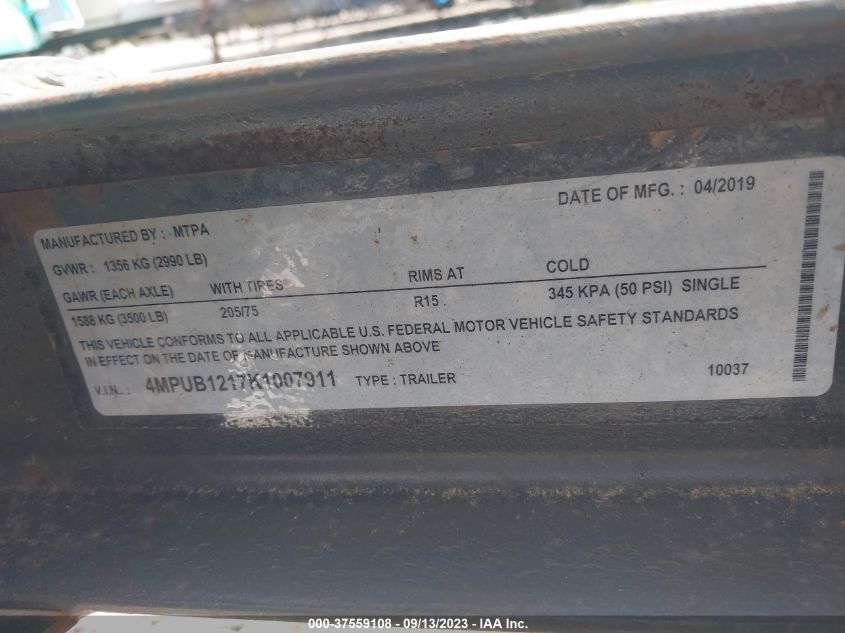 DATE OF MFG. : 04/2019
MANUFACTURED BY : MTPA
GVWR : 1356 KG (2990 LB)
GAWR (EACH AXLE) WITH TIRES RIMS AT COLD
1588 KG (3500 LB) 205/75 R15 345 KPA (50 PSI) SINGLE
THIS VEHICLE CONFORMS TO ALL APPLICABLE U.S. FEDERAL MOTOR VEHICLE SAFETY STANDARDS
IN EFFECT ON THE DATE OF MANUFACTURE SHOWN ABOVE
V.I.N. : 4MPUB1217K1007911 TYPE : TRAILER 10037
000-37559108 - 09/13/2023 - IAA Inc.